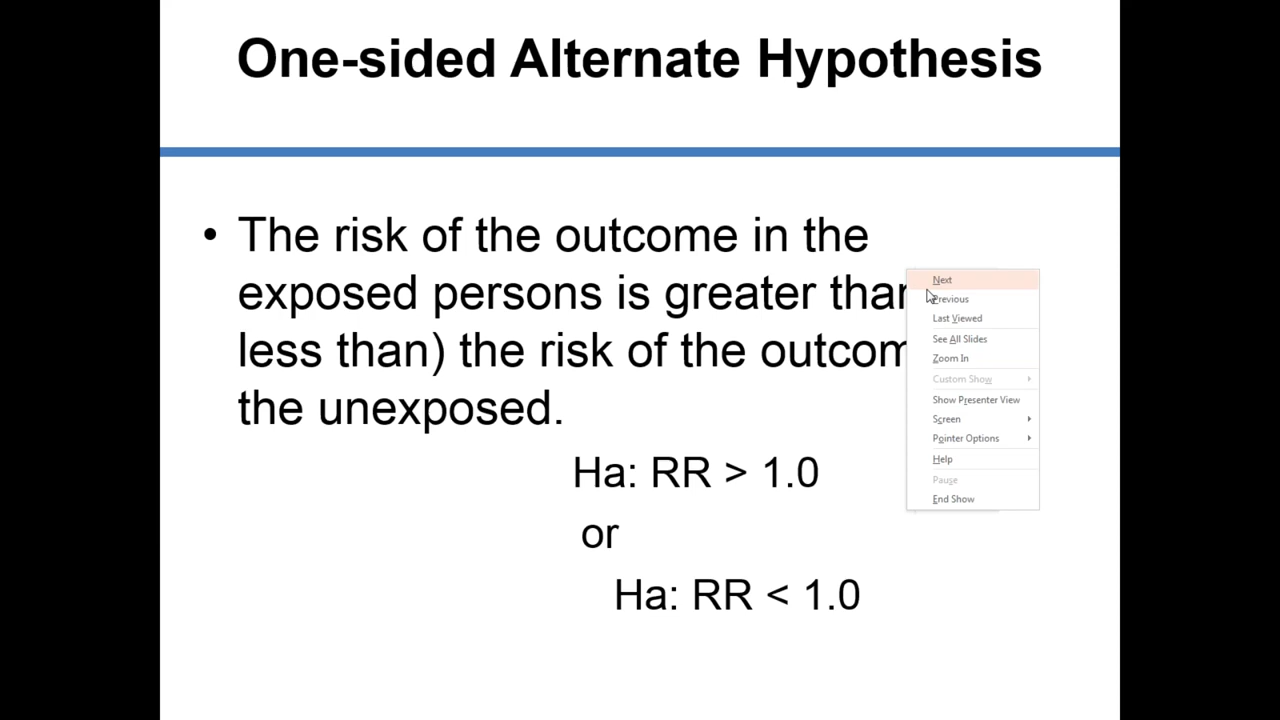 One-sided Alternate Hypothesis
• The risk of the outcome in the
exposed persons is greater than
less than) the risk of the outcom
the unexposed.
Ha: RR > 1.0
or
Ha: RR < 1.0
Next
Previous
Last Viewed
See All Slides
Zoom In
Custom Show
Show Presenter View
Screen
Pointer Options
Help
Pause
End Show